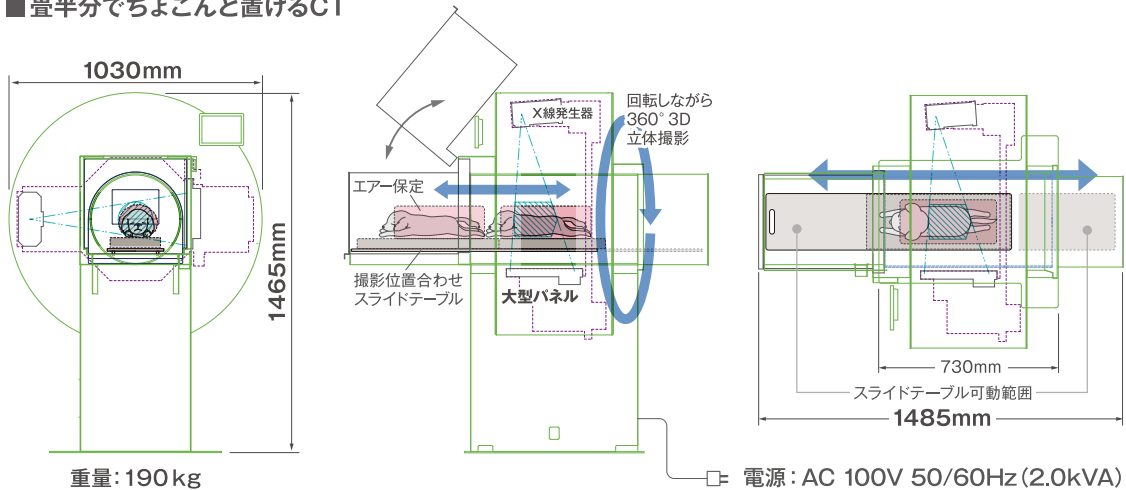 ■畳半分でちょこんと置けるCT
1030mm
1465mm
重量：190kg
X線発生器
回転しながら
360°3D
立体撮影
エアー保定
撮影位置合わせ
スライドテーブル
大型パネル
730mm
スライドテーブル可動範囲
1485mm
電源：AC 100V 50/60Hz（2.0kVA）